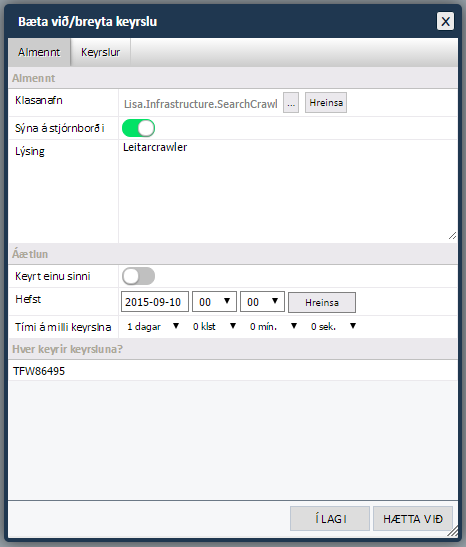 Bæta við/breyta keyrslu
Almennt Keyrslur
Almennt
Klasanafn Lisa.Infrastructure.SearchCrawl ... Hreinsa
Sýna á stjórnborði
Lýsing Leitarcrawler
Áætlun
Keyrt einu sinni
Hefst 2015-09-10 00 00 Hreinsa
Tími á milli keyrslna 1 dagar 0 klst 0 mín. 0 sek.
Hver keyrir keyrsluna?
TFW86495
Í LAGI HÆTTA VIÐ